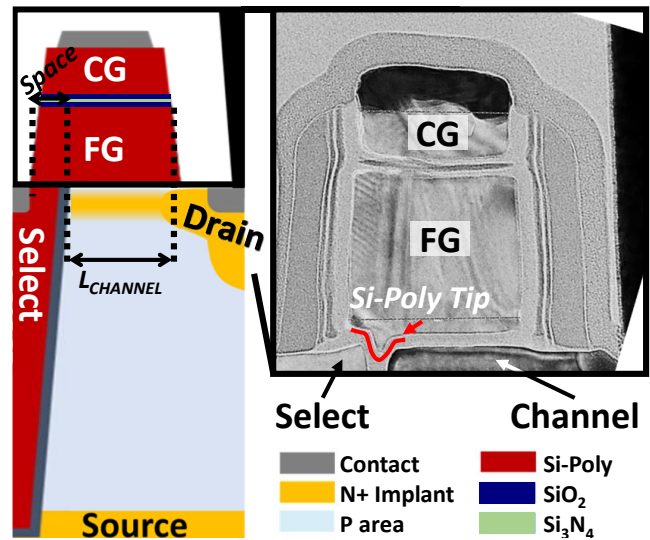 Space
CG
FG
Select
Drain
L_CHANNEL
Source
CG
FG
Si-Poly Tip
Select
Channel
Contact
Si-Poly
N+ Implant
SiO₂
P area
Si₃N₄